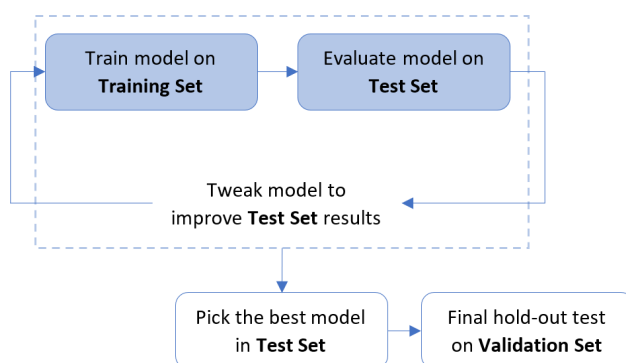 Train model on
Training Set
Evaluate model on
Test Set
Tweak model to
improve Test Set results
Pick the best model
in Test Set
Final hold-out test
on Validation Set